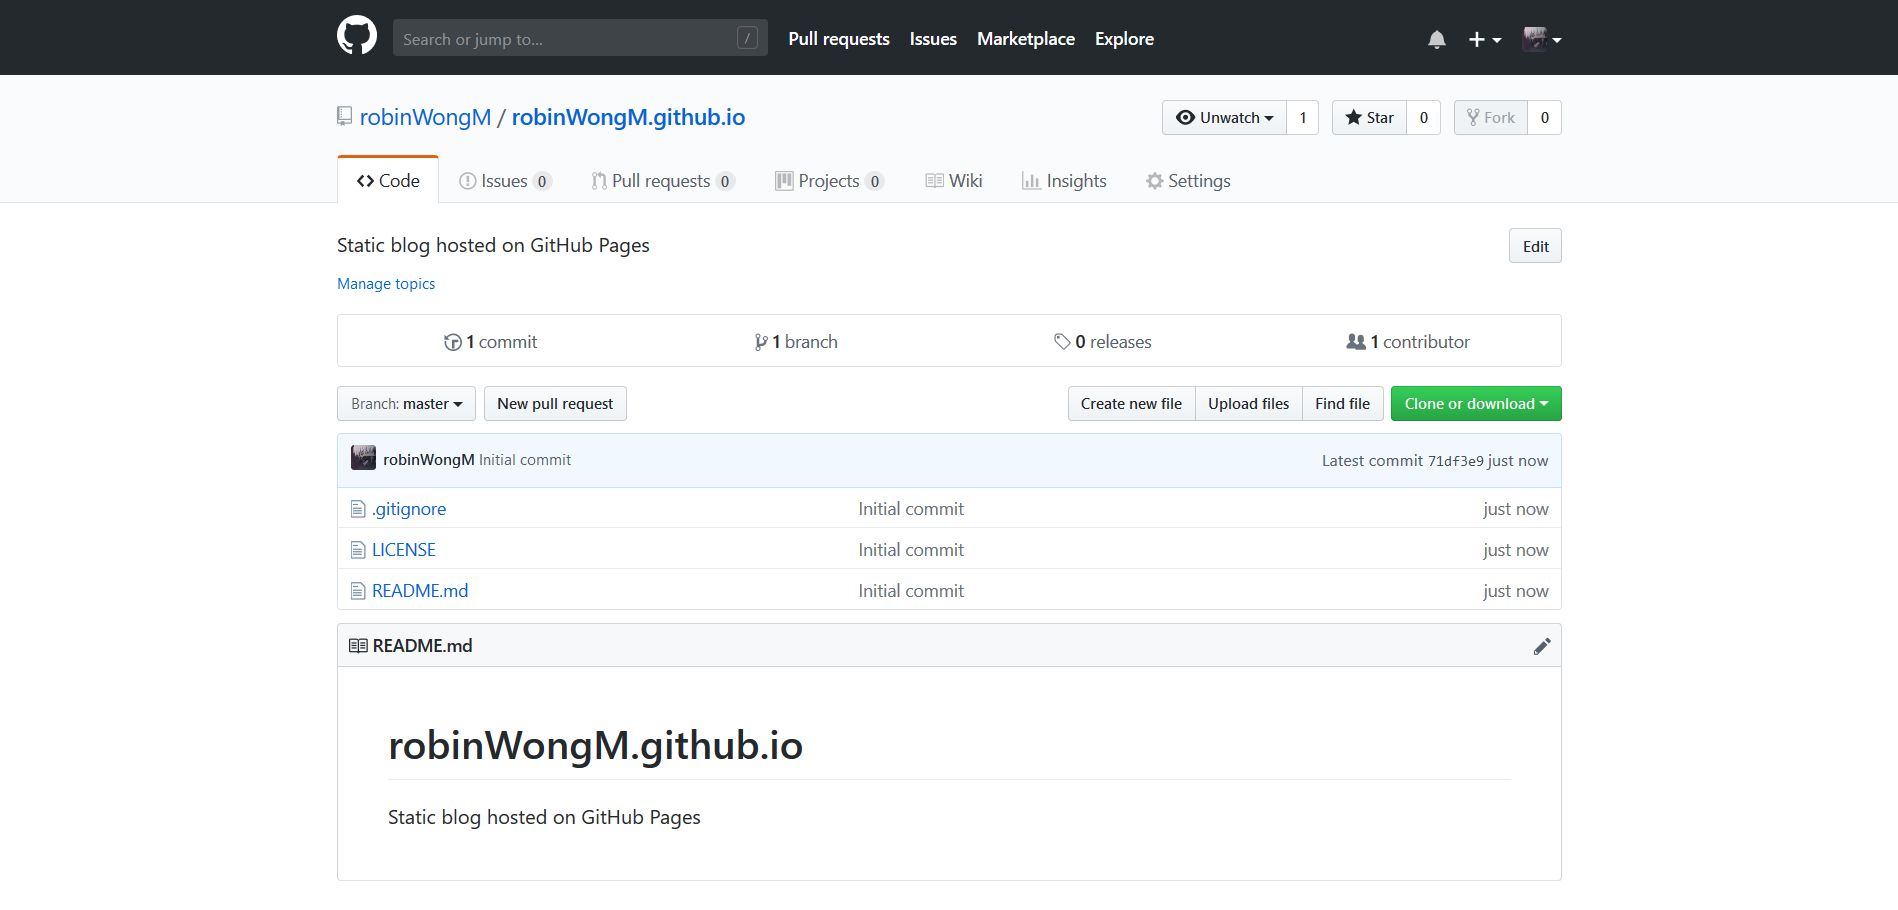 Search or jump to... / Pull requests Issues Marketplace Explore
robinWongM / robinWongM.github.io Unwatch 1 Star 0 Fork 0
Code Issues 0 Pull requests 0 Projects 0 Wiki Insights Settings
Static blog hosted on GitHub Pages Edit
Manage topics
1 commit 1 branch 0 releases 1 contributor
Branch: master New pull request Create new file Upload files Find file Clone or download
robinWongM Initial commit Latest commit 71df3e9 just now
.gitignore Initial commit just now
LICENSE Initial commit just now
README.md Initial commit just now
README.md
robinWongM.github.io
Static blog hosted on GitHub Pages